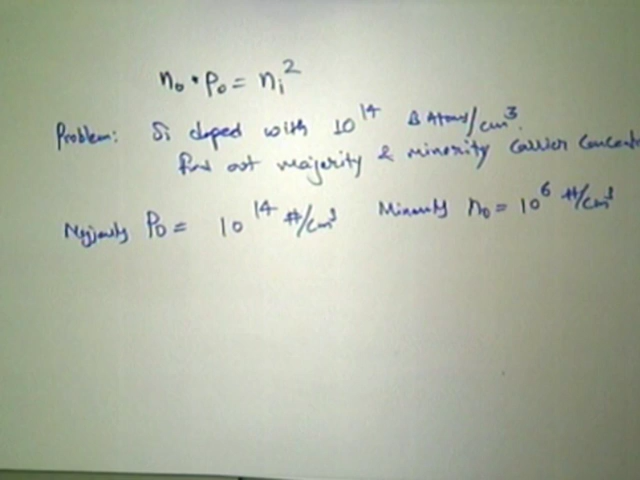 n₀ • p₀ = nᵢ²
Problem: Si doped with 10¹⁴ B Atoms/cm³.
find out majority & minority carrier concent
Majority P₀ = 10¹⁴ #/cm³ Minority n₀ = 10⁶ #/cm³